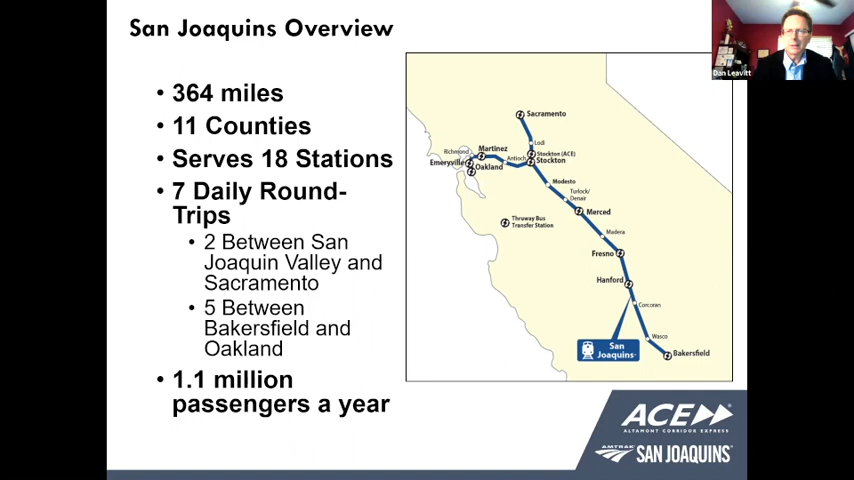 San Joaquins Overview
Dan Leavitt
• 364 miles
• 11 Counties
• Serves 18 Stations
• 7 Daily Round-
Trips
• 2 Between San
Joaquin Valley and
Sacramento
• 5 Between
Bakersfield and
Oakland
• 1.1 million
passengers a year
Sacramento
Lodi
Stockton (ACE)
Stockton
Richmond
Martinez
Emeryville
Oakland
Antioch
Modesto
Turlock/
Denair
Merced
Thruway Bus
Transfer Station
Madera
Fresno
Hanford
Corcoran
San
Joaquins
Wasco
Bakersfield
ACE
ALTAMONT CORRIDOR EXPRESS
AMTRAK
SAN JOAQUINS